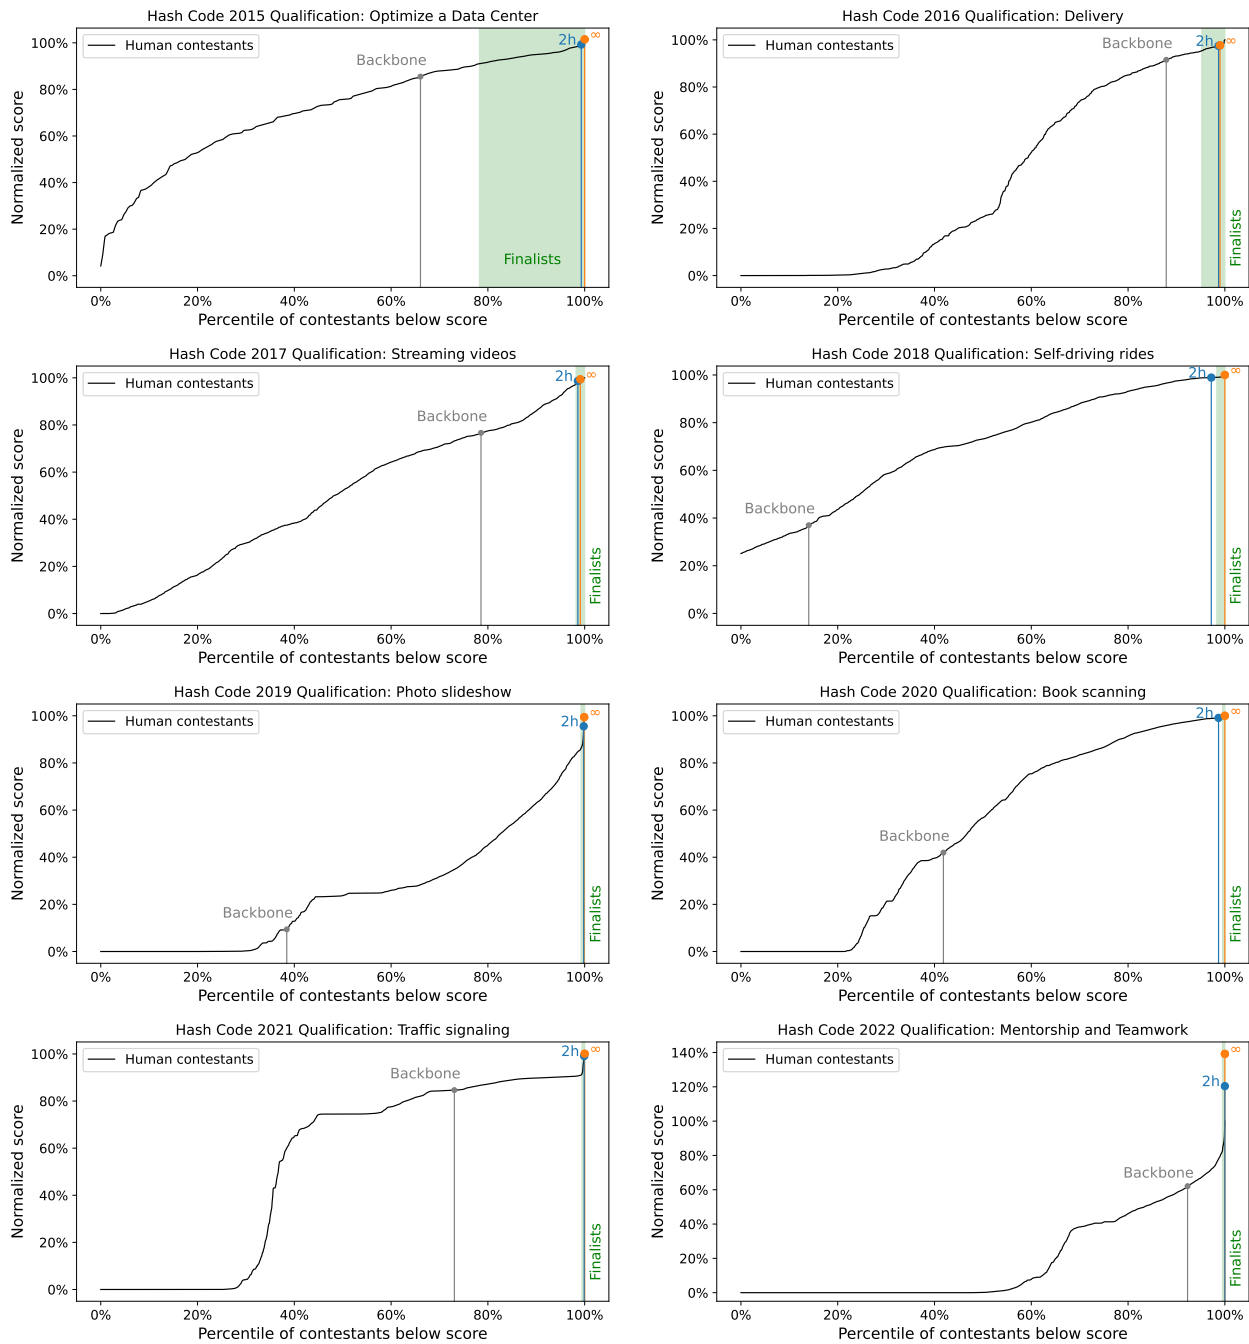 Hash Code 2015 Qualification: Optimize a Data Center
Human contestants
Backbone
2h
∞
Finalists
Normalized score
100%
80%
60%
40%
20%
0%
0% 20% 40% 60% 80% 100%
Percentile of contestants below score
Hash Code 2016 Qualification: Delivery
Human contestants
Backbone
2h
∞
Finalists
Normalized score
100%
80%
60%
40%
20%
0%
0% 20% 40% 60% 80% 100%
Percentile of contestants below score
Hash Code 2017 Qualification: Streaming videos
Human contestants
Backbone
2h
∞
Finalists
Normalized score
100%
80%
60%
40%
20%
0%
0% 20% 40% 60% 80% 100%
Percentile of contestants below score
Hash Code 2018 Qualification: Self-driving rides
Human contestants
Backbone
2h
∞
Finalists
Normalized score
100%
80%
60%
40%
20%
0%
0% 20% 40% 60% 80% 100%
Percentile of contestants below score
Hash Code 2019 Qualification: Photo slideshow
Human contestants
Backbone
2h
∞
Finalists
Normalized score
100%
80%
60%
40%
20%
0%
0% 20% 40% 60% 80% 100%
Percentile of contestants below score
Hash Code 2020 Qualification: Book scanning
Human contestants
Backbone
2h
∞
Finalists
Normalized score
100%
80%
60%
40%
20%
0%
0% 20% 40% 60% 80% 100%
Percentile of contestants below score
Hash Code 2021 Qualification: Traffic signaling
Human contestants
Backbone
2h
∞
Finalists
Normalized score
100%
80%
60%
40%
20%
0%
0% 20% 40% 60% 80% 100%
Percentile of contestants below score
Hash Code 2022 Qualification: Mentorship and Teamwork
Human contestants
Backbone
2h
∞
Finalists
Normalized score
140%
120%
100%
80%
60%
40%
20%
0%
0% 20% 40% 60% 80% 100%
Percentile of contestants below score